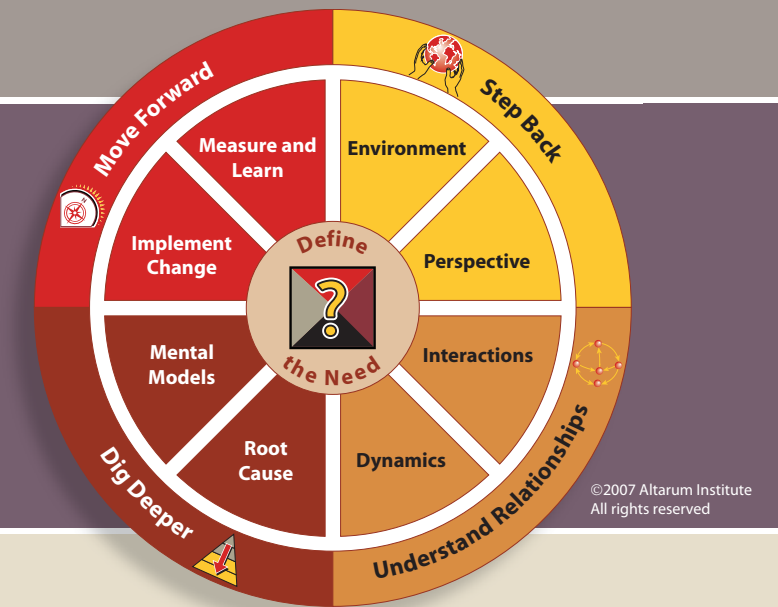 Move Forward
Step Back
Measure and
Learn
Environment
Implement
Change
Define
Perspective
?
Mental
Models
the Need
Interactions
Root
Cause
Dynamics
Dig Deeper
Understand Relationships
©2007 Altarum Institute
All rights reserved